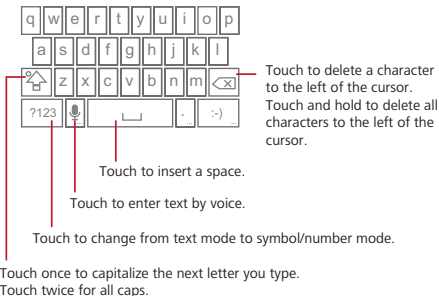 q w e r t y u i o p
a s d f g h j k l
z x c v b n m
?123 . :-)
Touch to delete a character
to the left of the cursor.
Touch and hold to delete all
characters to the left of the
cursor.
Touch to insert a space.
Touch to enter text by voice.
Touch to change from text mode to symbol/number mode.
Touch once to capitalize the next letter you type.
Touch twice for all caps.